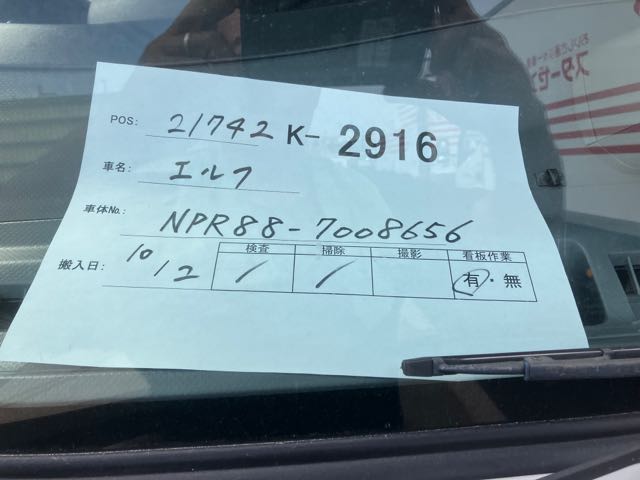 POS: 21742 K-2916
車名: エルフ
車体No.: NPR88-7008656
搬入日: 10/2
検査 掃除 撮影 看板作業
/ / 有・無